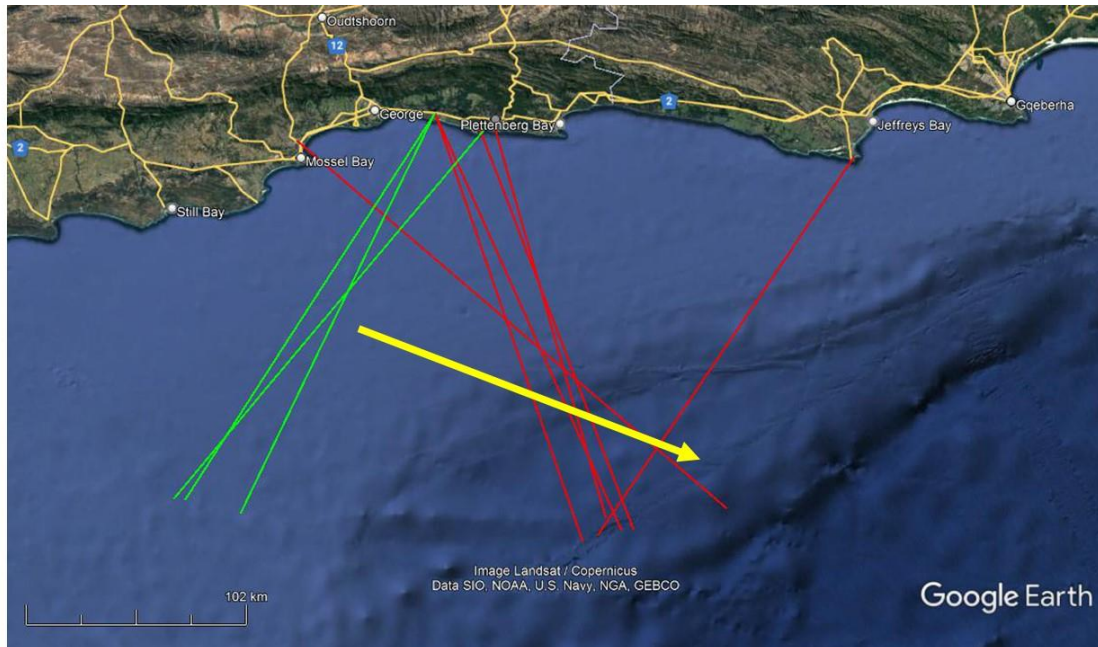 Oudtshoorn
12
George
2
Plettenberg Bay
Gqeberha
Jeffreys Bay
2
Mossel Bay
Still Bay
Image Landsat / Copernicus
Data SIO, NOAA, U.S. Navy, NGA, GEBCO
102 km
Google Earth